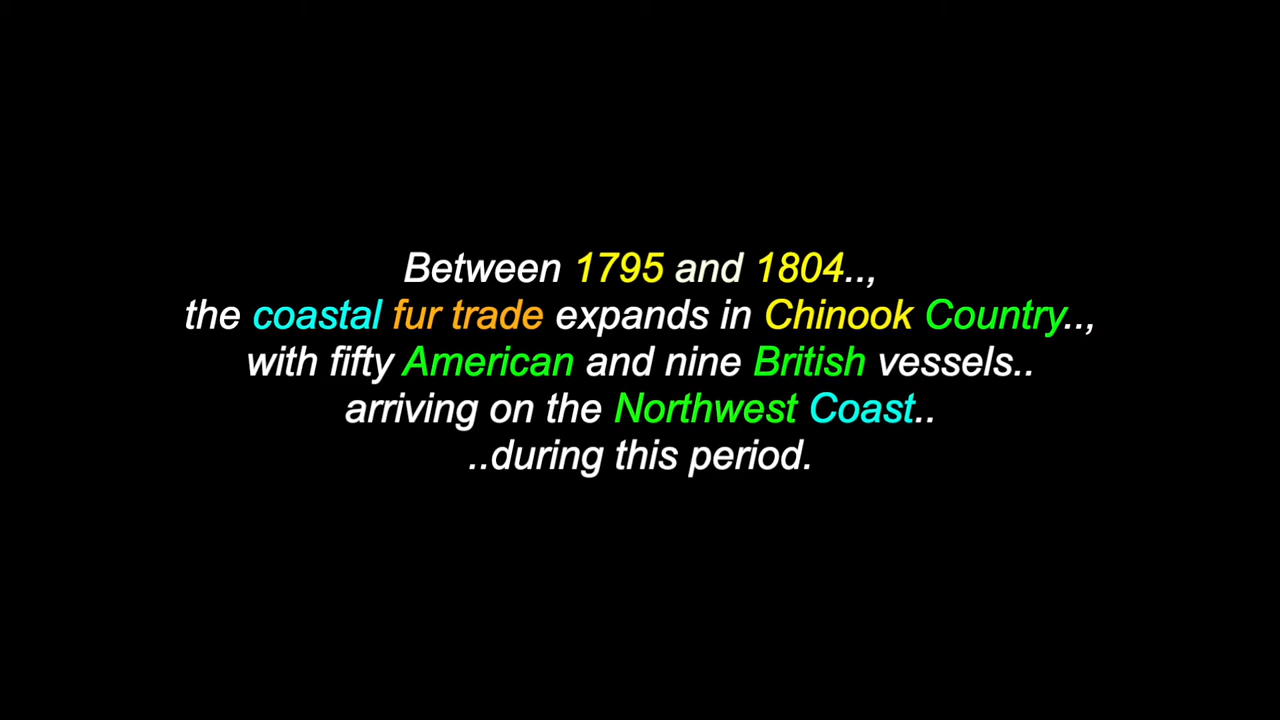 Between 1795 and 1804..,
the coastal fur trade expands in Chinook Country..,
with fifty American and nine British vessels..
arriving on the Northwest Coast..
..during this period.